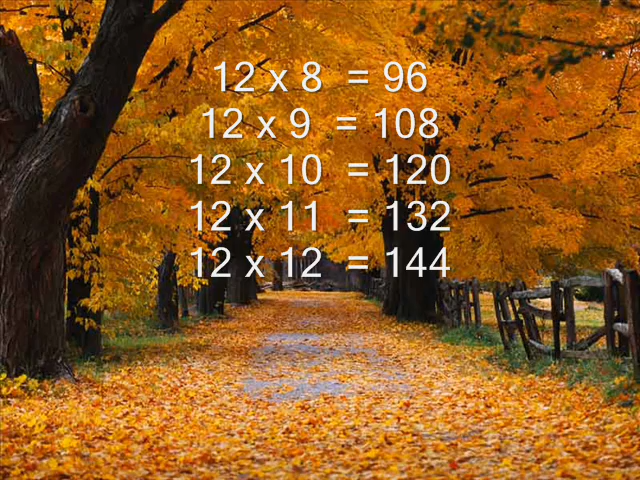 12 x 8 = 96
12 x 9 = 108
12 x 10 = 120
12 x 11 = 132
12 x 12 = 144